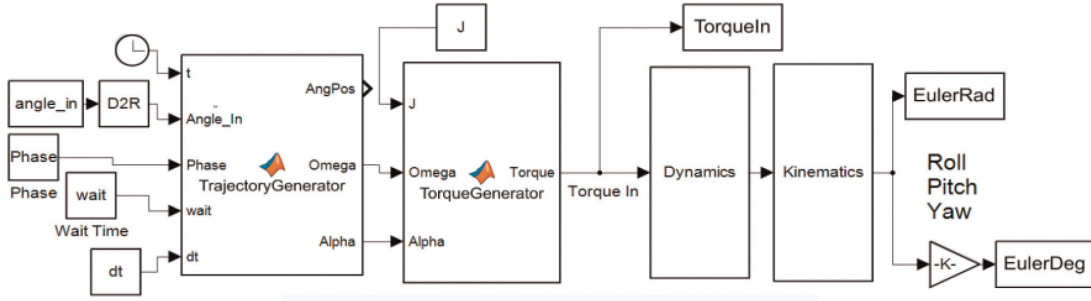 J
TorqueIn
t
AngPos
angle_in
D2R
Angle_In
J
EulerRad
Phase
Phase
Phase
Omega
TrajectoryGenerator
Omega
Torque
TorqueGenerator
Torque In
Dynamics
Kinematics
Roll
Pitch
Yaw
wait
wait
Wait Time
Alpha
Alpha
dt
dt
-K-
EulerDeg